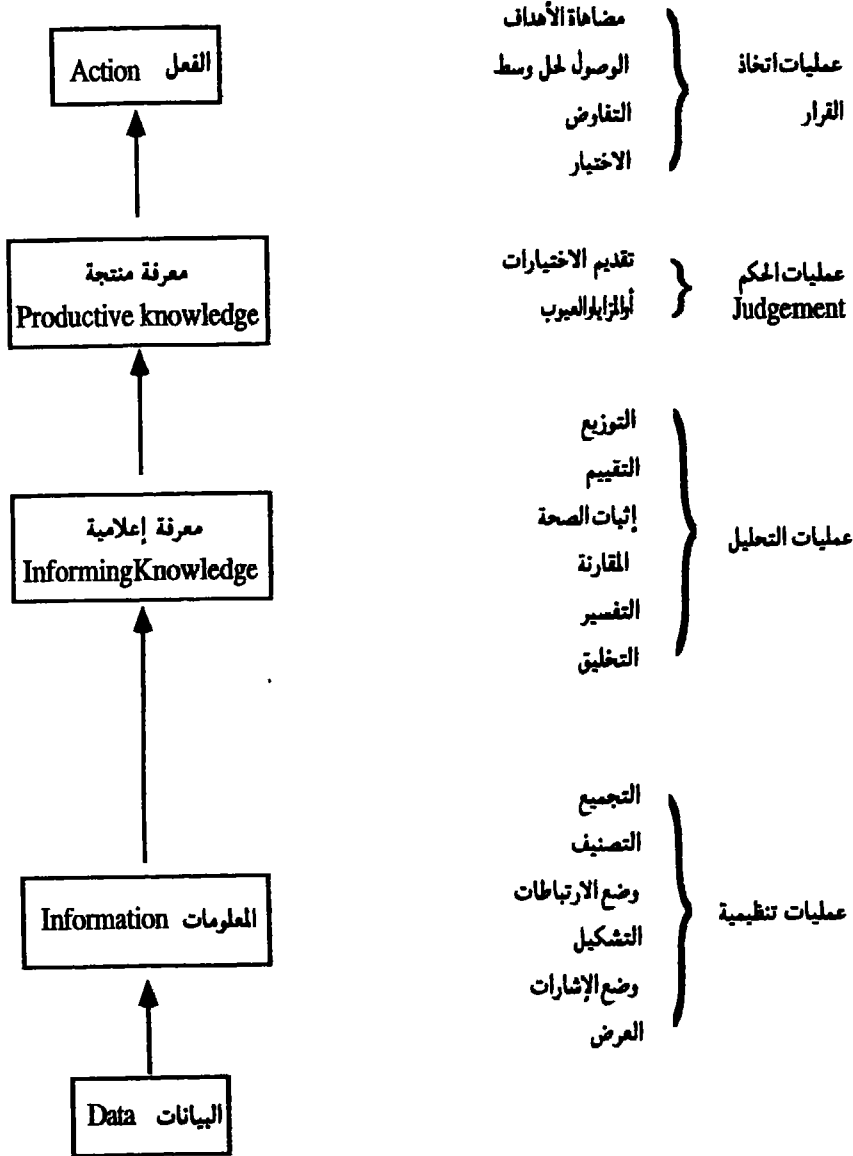 مضاهاة الأهداف
الوصول لحل وسط
التفاوض
الاختيار
عمليات اتخاذ
القرار
الفعل Action
تقديم الاختيارات
أوالمزايا والعيوب
عمليات الحكم
Judgement
معرفة منتجة
Productive knowledge
التوزيع
التقييم
إثبات الصحة
المقارنة
التفسير
التخليق
عمليات التحليل
معرفة إعلامية
InformingKnowledge
التجميع
التصنيف
وضع الارتباطات
التشكيل
وضع الإشارات
العرض
عمليات تنظيمية
المعلومات Information
البيانات Data